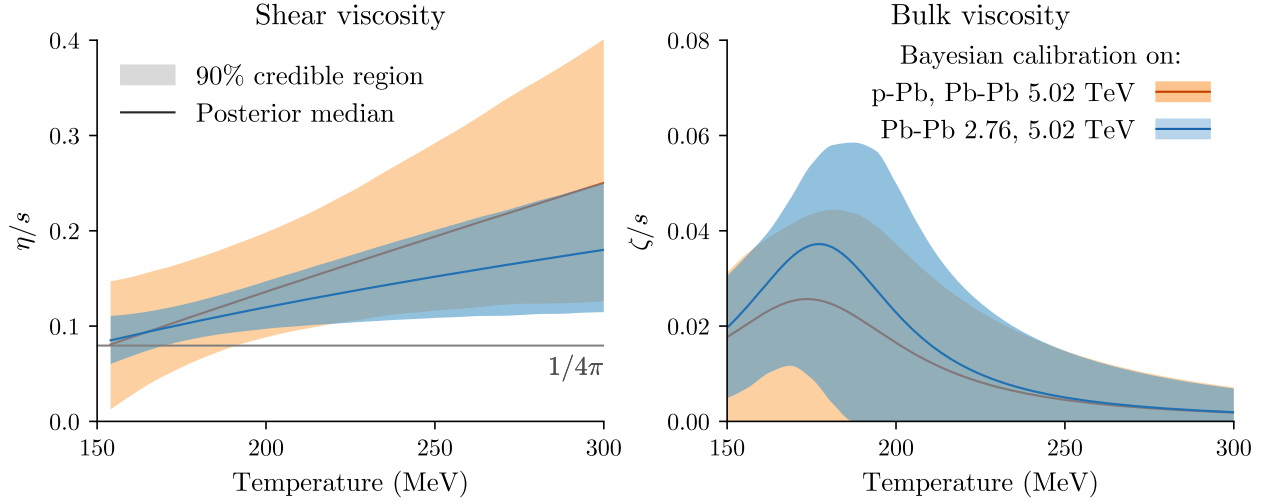 Shear viscosity
0.4
0.3
0.2
0.1
0.0
η/s
90% credible region
Posterior median
1/4π
150
200
250
300
Temperature (MeV)
Bulk viscosity
0.08
0.06
0.04
0.02
0.00
ζ/s
Bayesian calibration on:
p-Pb, Pb-Pb 5.02 TeV
Pb-Pb 2.76, 5.02 TeV
150
200
250
300
Temperature (MeV)